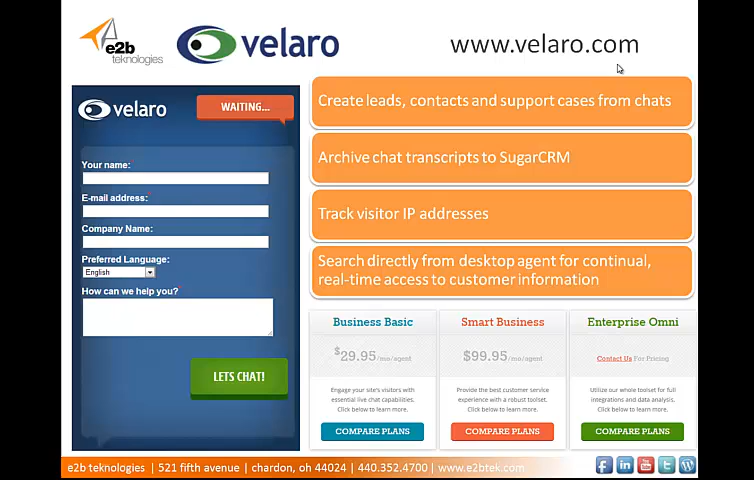 e2b
teknologies
velaro
www.velaro.com
velaro
WAITING...
Your name:
E-mail address:*
Company Name:
Preferred Language:
English
How can we help you?*
LETS CHAT!
Create leads, contacts and support cases from chats
Archive chat transcripts to SugarCRM
Track visitor IP addresses
Search directly from desktop agent for continual,
real-time access to customer information
Business Basic
$29.95/mo/agent
Engage your site's visitors with
essential live chat capabilities.
Click below to learn more.
COMPARE PLANS
Smart Business
$99.95/mo/agent
Provide the best customer service
experience with a robust toolset.
Click below to learn more.
COMPARE PLANS
Enterprise Omni
Contact Us For Pricing
Utilize our whole toolset for full
integrations and data analysis.
Click below to learn more.
COMPARE PLANS
e2b teknologies | 521 fifth avenue | chardon, oh 44024 | 440.352.4700 | www.e2btek.com